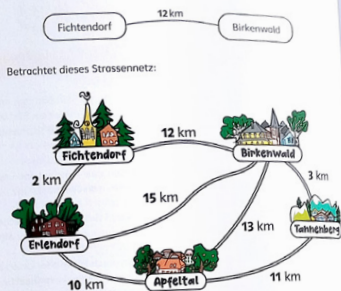 12 km
Fichtendorf
Birkenwald
Betrachtet dieses Strassennetz:
12 km
Fichtendorf
Birkenwald
2 km
15 km
3 km
13 km
Erlendorf
Tannenberg
Apfeltal
10 km
11 km